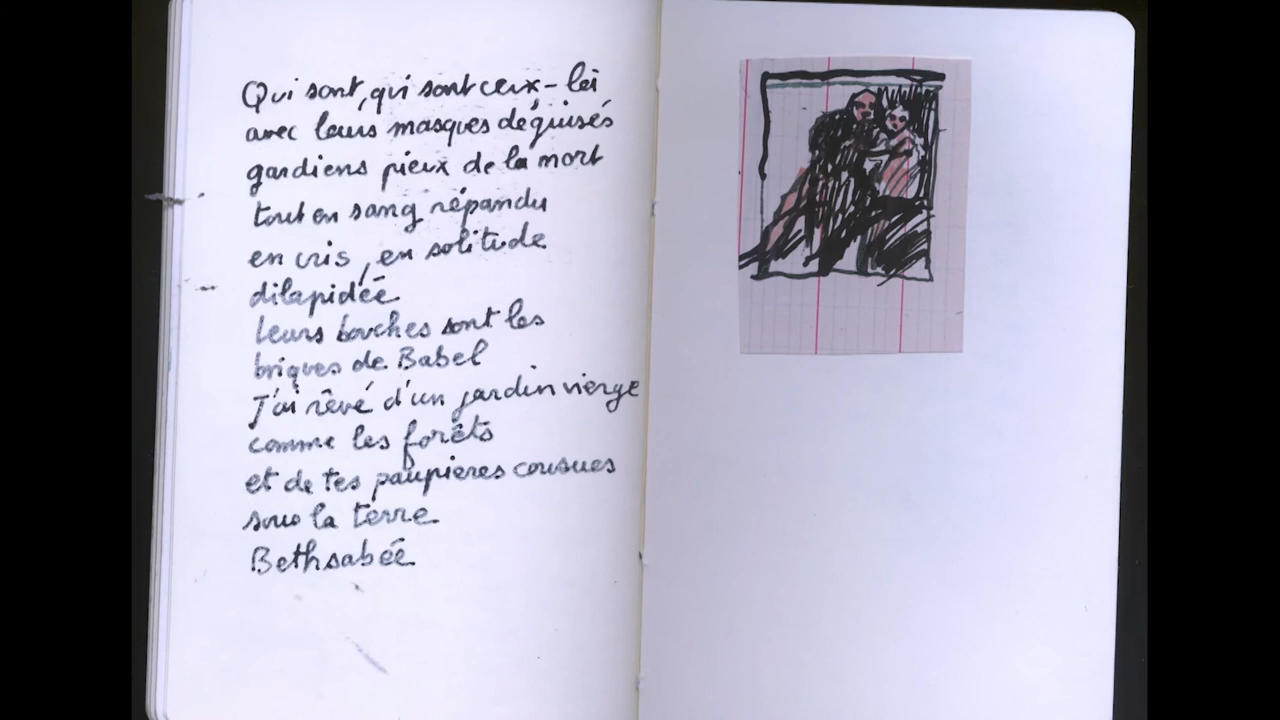 Qui sont, qui sont ceux-là
avec leurs masques déguisés
gardiens pieux de la mort
tout en sang répandu
en cris, en solitude
dilapidée
leurs bouches sont les
briques de Babel
J'ai rêvé d'un jardin vierge
comme les forêts
et de tes paupières cousues
sous la terre
Bethsabée